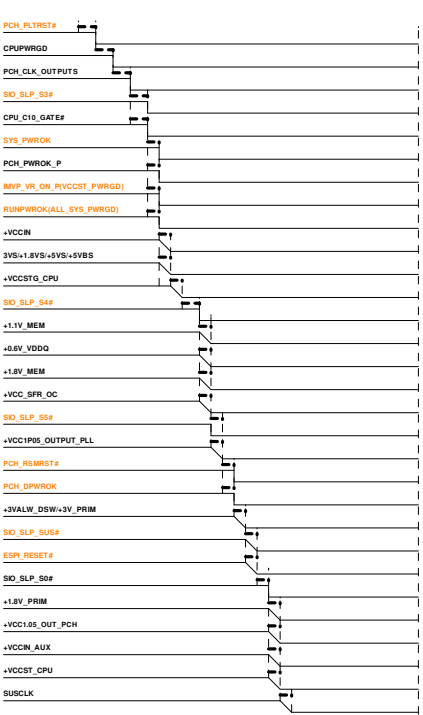 PCH_PLTRST#
CPUPWRGD
PCH_CLK_OUTPUTS
SIO_SLP_S3#
CPU_C10_GATE#
SYS_PWROK
PCH_PWROK_P
IMVP_VR_ON_P(VCCST_PWRGD)
RUNPWROK(ALL_SYS_PWRGD)
+VCCIN
3VS/+1.8VS/+5VS/+5VBS
+VCCSTG_CPU
SIO_SLP_S4#
+1.1V_MEM
+0.6V_VDDQ
+1.8V_MEM
+VCC_SFR_OC
SIO_SLP_S5#
+VCC1P05_OUTPUT_PLL
PCH_RSMRST#
PCH_DPWROK
+3VALW_DSW/+3V_PRIM
SIO_SLP_SUS#
ESPI_RESET#
SIO_SLP_S0#
+1.8V_PRIM
+VCC1.05_OUT_PCH
+VCCIN_AUX
+VCCST_CPU
SUSCLK